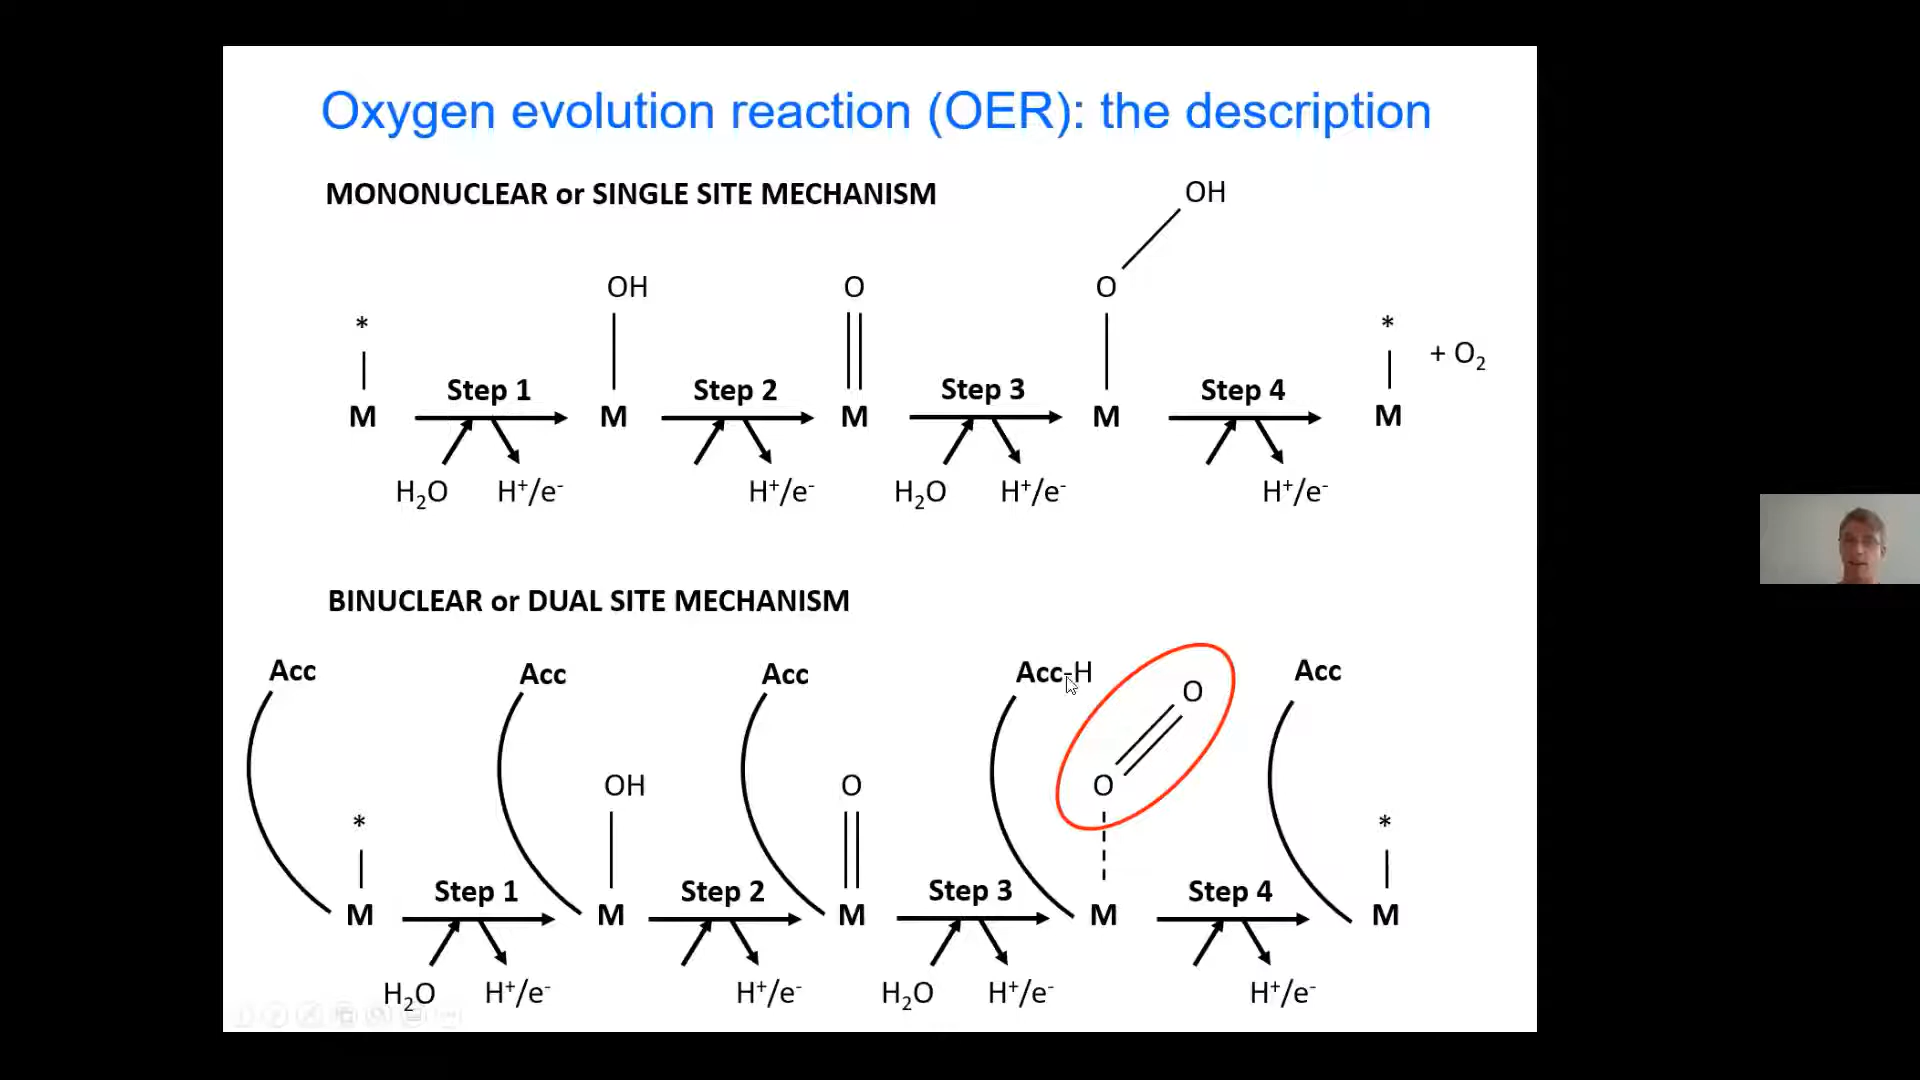 Oxygen evolution reaction (OER): the description
MONONUCLEAR or SINGLE SITE MECHANISM
OH
OH O O
* * + O₂
Step 1 Step 2 Step 3 Step 4
M M M M M
H₂O H⁺/e⁻ H⁺/e⁻ H₂O H⁺/e⁻ H⁺/e⁻
BINUCLEAR or DUAL SITE MECHANISM
Acc Acc Acc Acc-H Acc
O
OH O O
* *
Step 1 Step 2 Step 3 Step 4
M M M M M
H₂O H⁺/e⁻ H⁺/e⁻ H₂O H⁺/e⁻ H⁺/e⁻